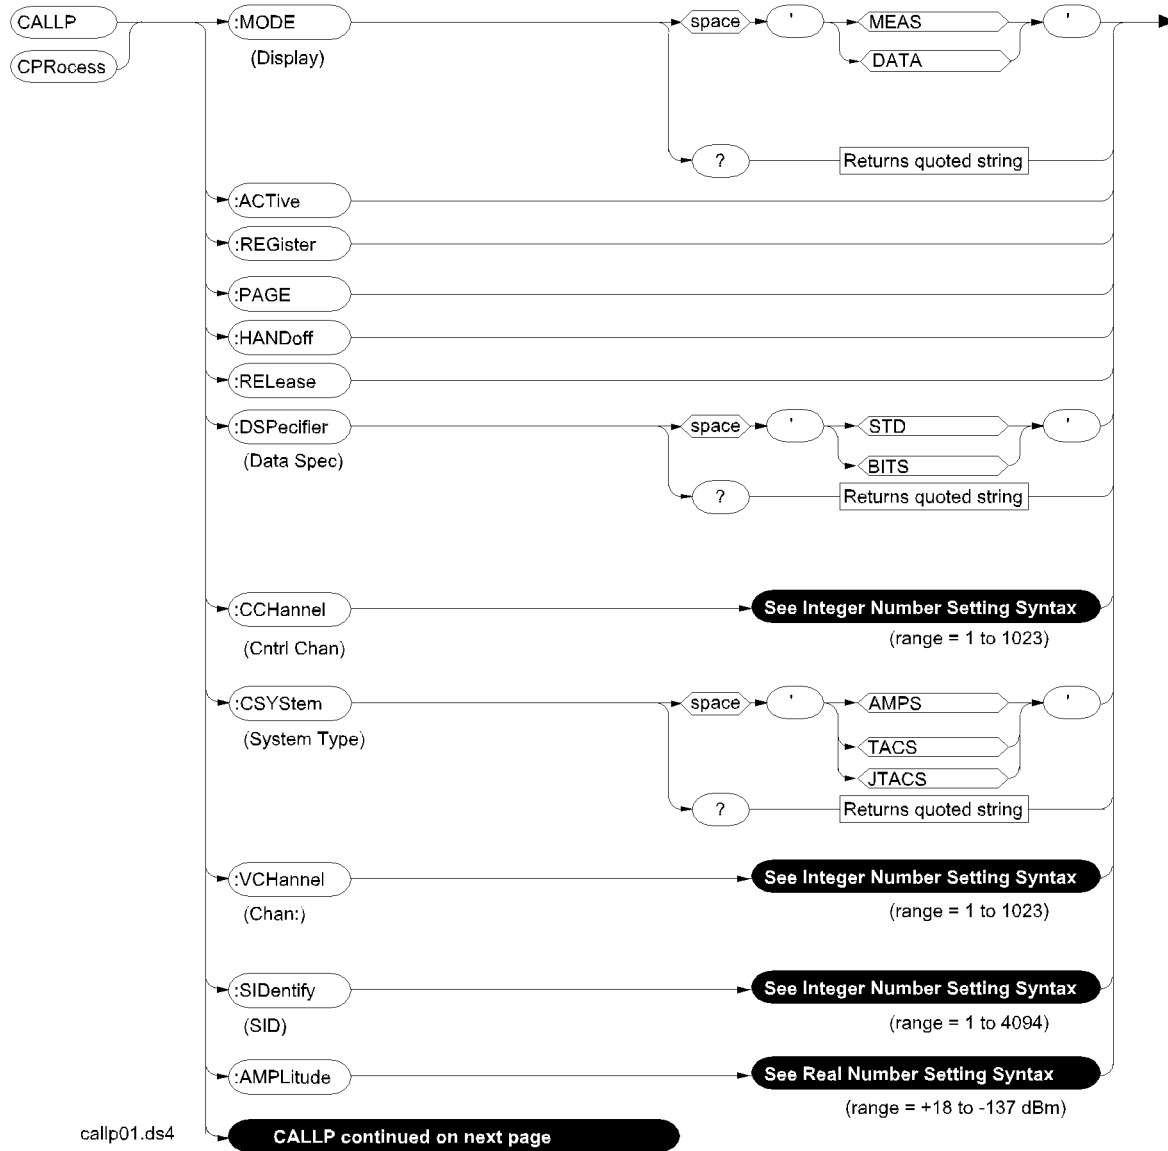 CALLP :MODE space ' MEAS '
CPRocess (Display) DATA
? Returns quoted string
:ACTive
:REGister
:PAGE
:HANDoff
:RELease
:DSPecifier space ' STD '
(Data Spec) BITS
? Returns quoted string
:CCHannel See Integer Number Setting Syntax
(Cntrl Chan) (range = 1 to 1023)
:CSYStem space ' AMPS '
(System Type) TACS
JTACS
? Returns quoted string
:VCHannel See Integer Number Setting Syntax
(Chan:) (range = 1 to 1023)
:SIDentify See Integer Number Setting Syntax
(SID) (range = 1 to 4094)
:AMPLitude See Real Number Setting Syntax
(range = +18 to -137 dBm)
callp01.ds4 CALLP continued on next page